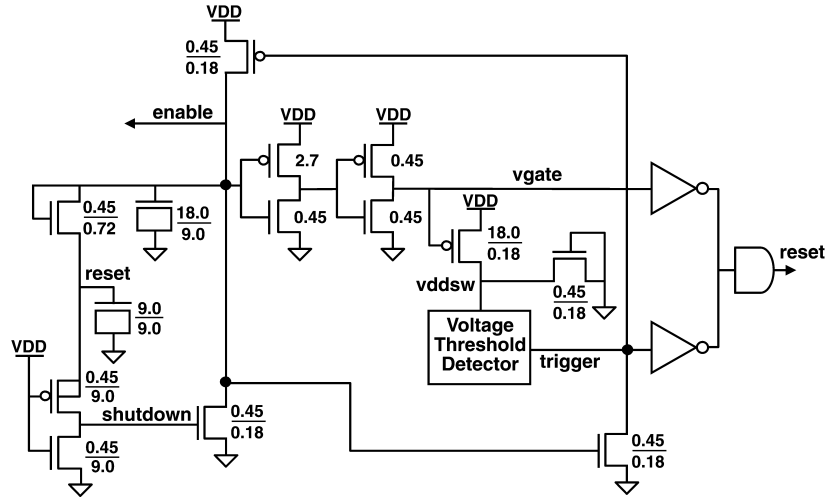 VDD
0.45
0.18
enable
VDD
VDD
2.7
0.45
0.45
0.45
vgate
VDD
18.0
0.18
0.45
0.72
18.0
9.0
reset
reset
vddsw
0.45
0.18
9.0
9.0
Voltage
Threshold
Detector
trigger
VDD
0.45
9.0
shutdown
0.45
0.18
0.45
9.0
0.45
0.18